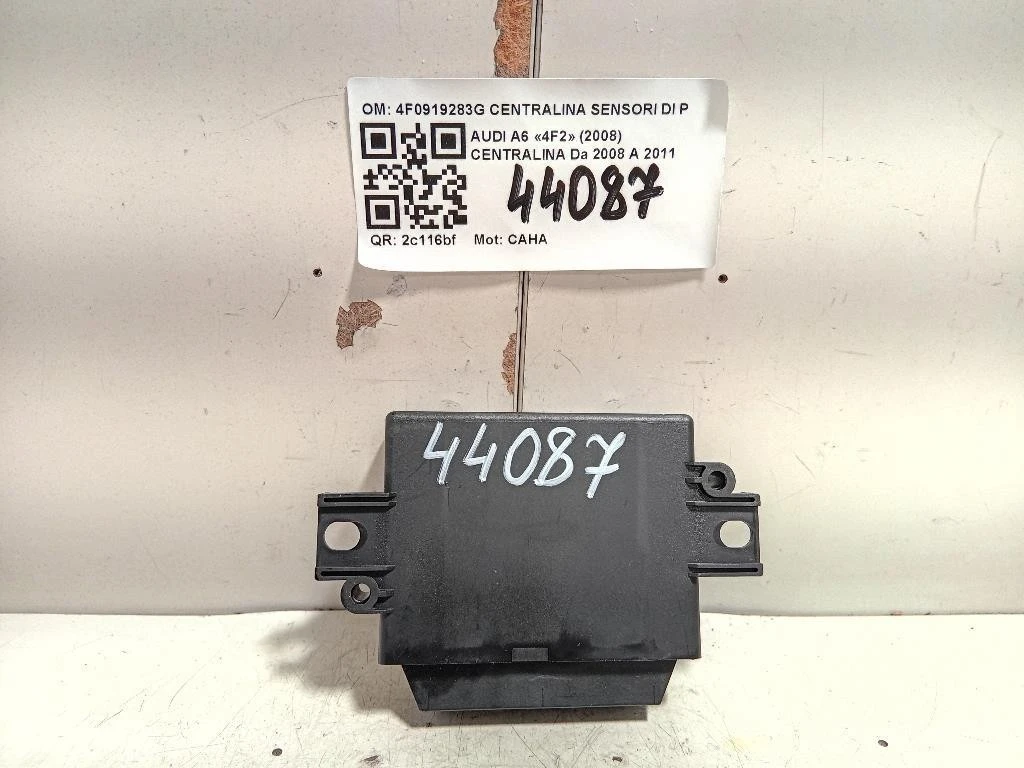 OM: 4F0919283G CENTRALINA SENSORI DI P
AUDI A6 «4F2» (2008)
CENTRALINA Da 2008 A 2011
44087
QR: 2c116bf Mot: CAHA
44087